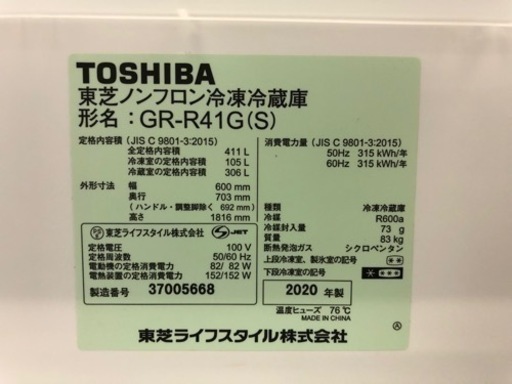 TOSHIBA
東芝ノンフロン冷凍冷蔵庫
形名：GR-R41G(S)
定格内容積（JIS C 9801-3:2015）
全定格内容積 411 L
冷凍室の定格内容積 105 L
冷蔵室の定格内容積 306 L
外形寸法 幅 600 mm
奥行 703 mm
（ハンドル・調整脚除く 692 mm）
高さ 1816 mm
消費電力量（JIS C 9801-3:2015）
50Hz 315 kWh/年
60Hz 315 kWh/年
種類 冷凍冷蔵庫
冷媒 R600a
冷媒封入量 73 g
質量 83 kg
断熱発泡ガス シクロペンタン
上段冷凍室、製氷室の記号
下段冷凍室の記号
東芝ライフスタイル株式会社 JET
定格電圧 100 V
定格周波数 50/60 Hz
電動機の定格消費電力 82/ 82 W
電熱装置の定格消費電力 152/152 W
製造番号 37005668
2020 年製
温度ヒューズ 76℃
MADE IN CHINA
東芝ライフスタイル株式会社